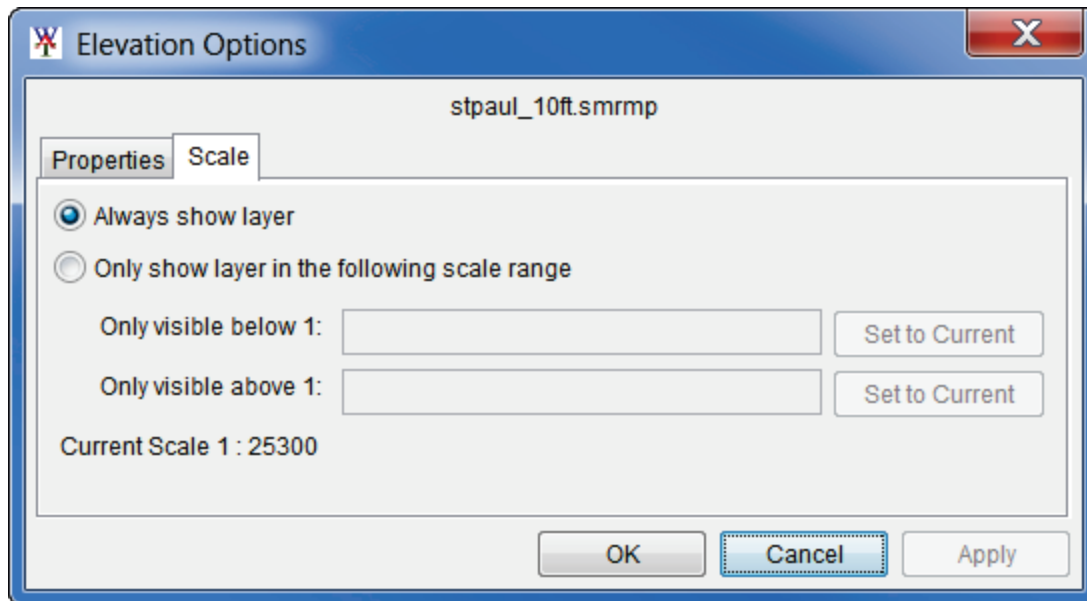 Elevation Options
X
stpaul_10ft.smrmp
Properties Scale
Always show layer
Only show layer in the following scale range
Only visible below 1: Set to Current
Only visible above 1: Set to Current
Current Scale 1 : 25300
OK Cancel Apply